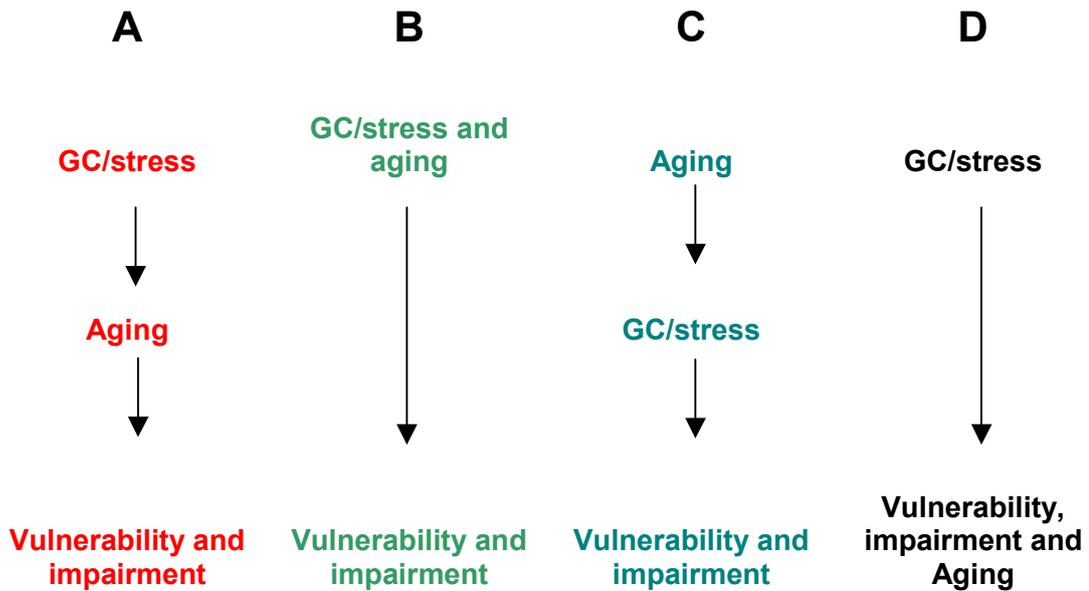 A
B
C
D
GC/stress
Aging
Vulnerability and
impairment
GC/stress and
aging
Vulnerability and
impairment
Aging
GC/stress
Vulnerability and
impairment
GC/stress
Vulnerability,
impairment and
Aging